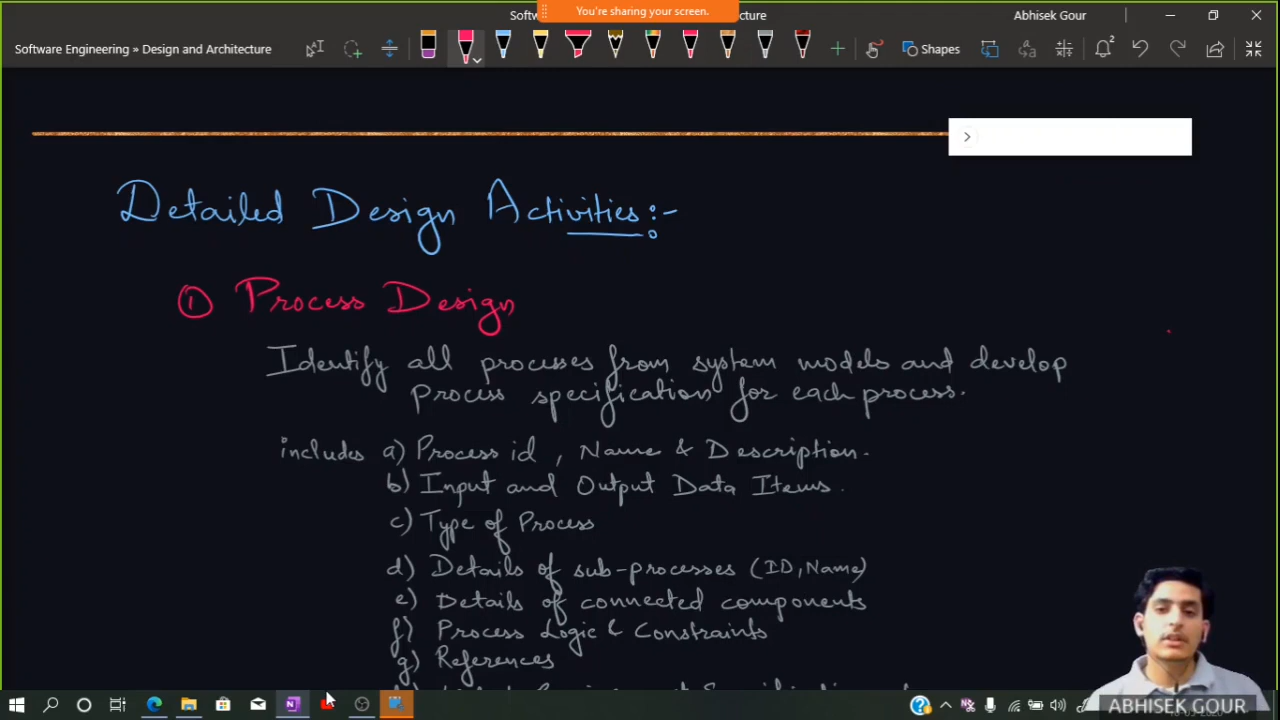 You're sharing your screen.
Abhisek Gour
Software Engineering » Design and Architecture
Shapes
2
Detailed Design Activities:-
① Process Design
Identify all processes from system models and develop
process specification for each process.
includes a) Process id, Name & Description.
b) Input and Output Data Items.
c) Type of Process
d) Details of sub-processes (ID, Name)
e) Details of connected components
f) Process Logic & Constraints
g) References
ABHISEK GOUR